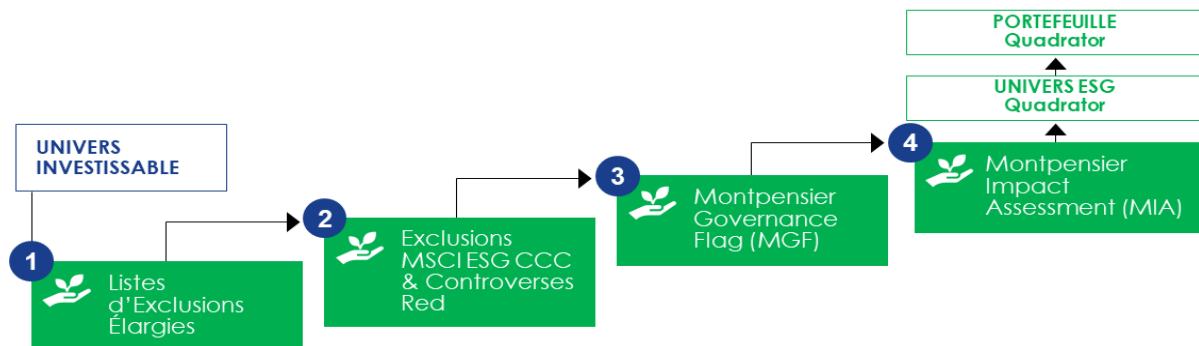 UNIVERS
INVESTISSABLE
1
Listes
d’Exclusions
Élargies
2
Exclusions
MSCI ESG CCC
& Controverses
Red
3
Montpensier
Governance
Flag (MGF)
4
Montpensier
Impact
Assessment (MIA)
UNIVERS ESG
Quadrator
PORTEFEUILLE
Quadrator